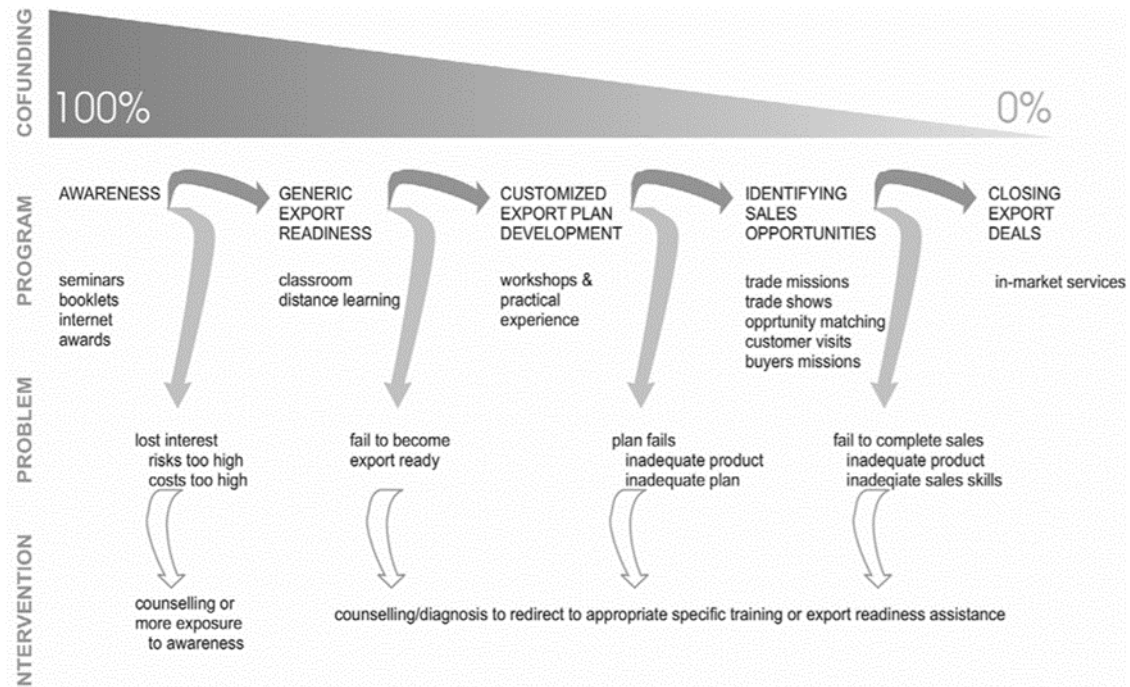 COFUNDING
100%
0%
PROGRAM
AWARENESS
seminars
booklets
internet
awards
GENERIC
EXPORT
READINESS
classroom
distance learning
CUSTOMIZED
EXPORT PLAN
DEVELOPMENT
workshops &
practical
experience
IDENTIFYING
SALES
OPPORTUNITIES
trade missions
trade shows
opprtunity matching
customer visits
buyers missions
CLOSING
EXPORT
DEALS
in-market services
PROBLEM
lost interest
risks too high
costs too high
fail to become
export ready
plan fails
inadequate product
inadequate plan
fail to complete sales
inadequate product
inadeqiate sales skills
NTERVENTION
counselling or
more exposure
to awareness
counselling/diagnosis to redirect to appropriate specific training or export readiness assistance